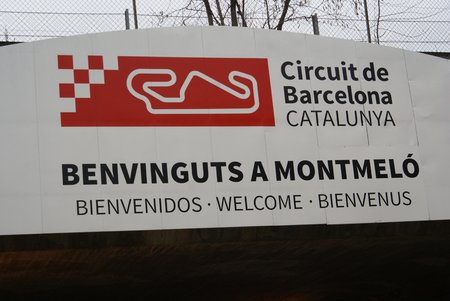 Circuit de
Barcelona
CATALUNYA
BENVINGUTS A MONTMELÓ
BIENVENIDOS · WELCOME · BIENVENUS